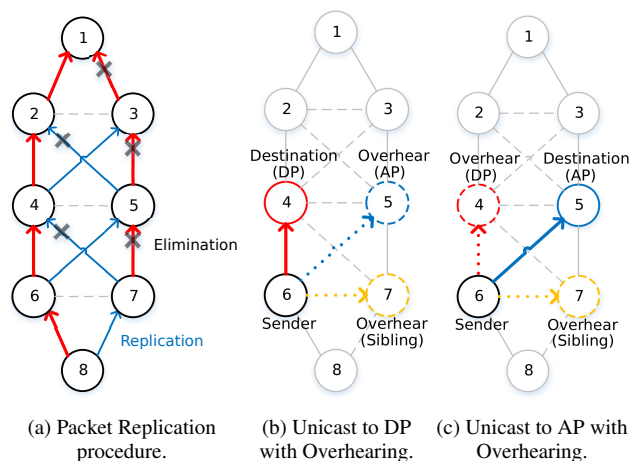 1
2
3
4
5
Elimination
6
7
Replication
8
(a) Packet Replication
procedure.
1
2
3
Destination
(DP)
Overhear
(AP)
4
5
6
7
Sender
Overhear
(Sibling)
8
(b) Unicast to DP
with Overhearing.
1
2
3
Overhear
(DP)
Destination
(AP)
4
5
6
7
Sender
Overhear
(Sibling)
8
(c) Unicast to AP with
Overhearing.